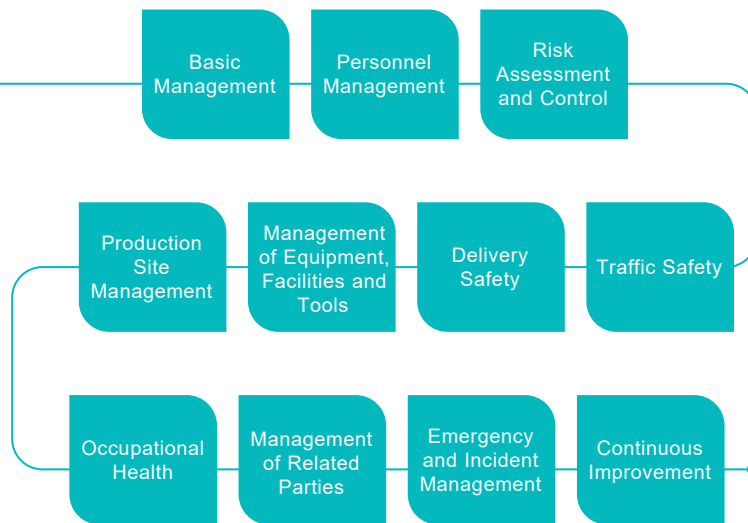 Basic
Management
Personnel
Management
Risk
Assessment
and Control
Production
Site
Management
Management
of Equipment,
Facilities and
Tools
Delivery
Safety
Traffic Safety
Occupational
Health
Management
of Related
Parties
Emergency
and Incident
Management
Continuous
Improvement